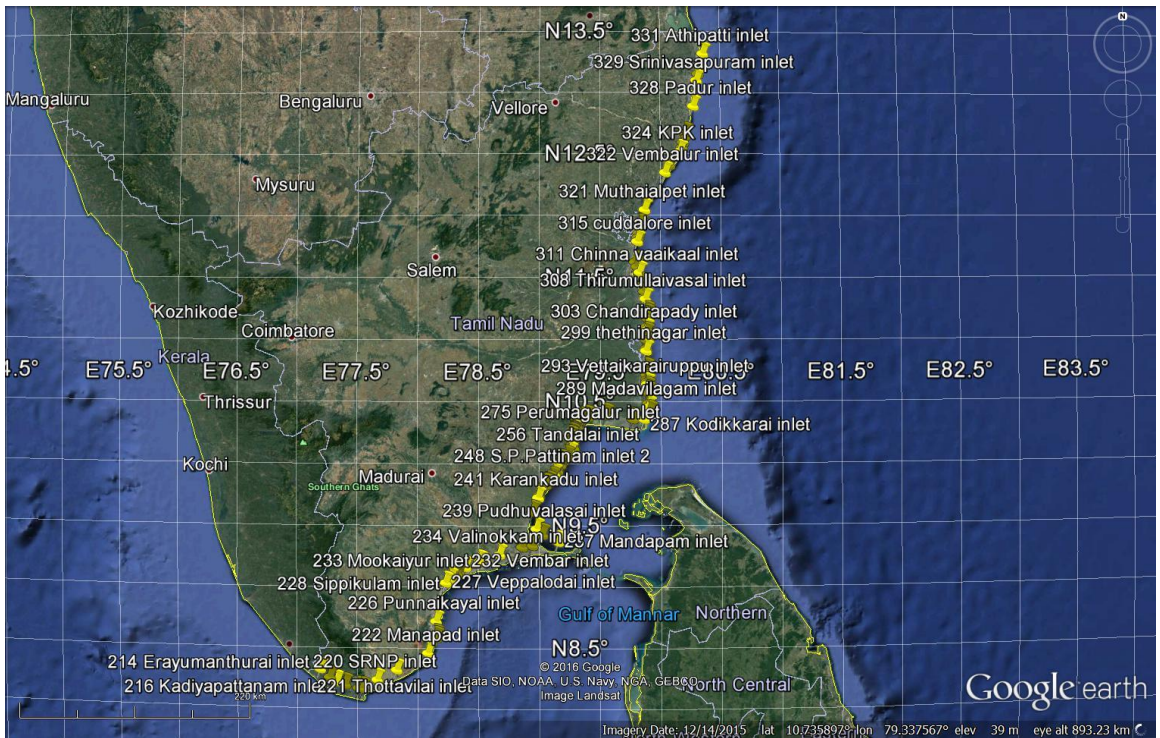 N13.5°
331 Athipatti inlet
329 Srinivasapuram inlet
328 Padur inlet
Mangaluru
Bengaluru
Vellore
324 KPK inlet
N12.5°
322 Vembalur inlet
Mysuru
321 Muthaialpet inlet
315 cuddalore inlet
311 Chinna vaaikaal inlet
Salem
308 Thirumullaivasal inlet
Kozhikode
303 Chandirapady inlet
Coimbatore
Tamil Nadu
299 thethinagar inlet
Kerala
293 Vettaikarairuppu inlet
E75.5°
E76.5°
E77.5°
E78.5°
E81.5°
E82.5°
E83.5°
289 Madavilagam inlet
Thrissur
N10.5°
275 Perumagalur inlet
287 Kodikkarai inlet
256 Tandalai inlet
248 S.P.Pattinam inlet 2
Kochi
Madurai
241 Karankadu inlet
Southern Ghats
239 Pudhuvalasai inlet
N9.5°
234 Valinokkam inlet
Mandapam inlet
233 Mookaiyur inlet
232 Vembar inlet
228 Sippikulam inlet
227 Veppalodai inlet
226 Punnaikayal inlet
Gulf of Mannar
Northern
222 Manapad inlet
N8.5°
214 Erayumanthurai inlet
220 SRNP inlet
© 2016 Google
Data SIO, NOAA, U.S. Navy, NGA, GEBCO
Image Landsat
216 Kadiyapattanam
221 Thottavilai inlet
North Central
220 km
Google earth
Imagery Date: 12/14/2015 lat 10.735897° lon 79.337567° elev 39 m eye alt 893.23 km
N